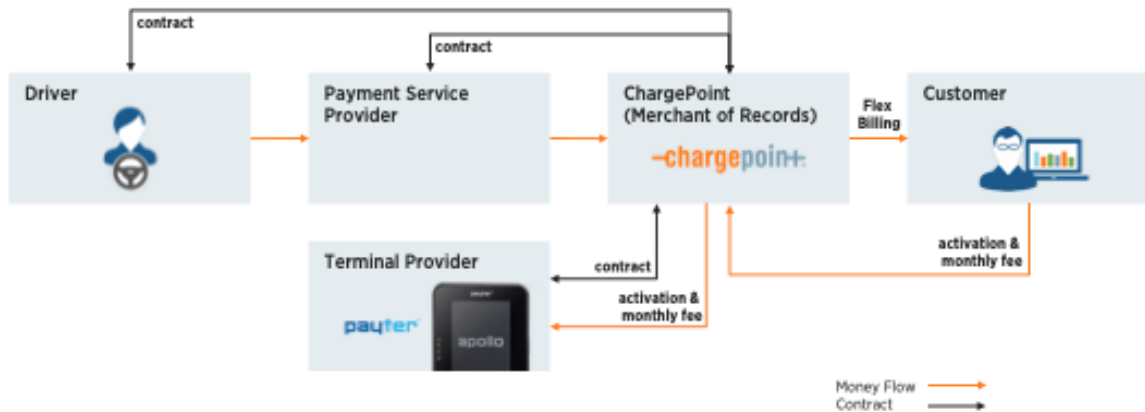 contract
contract
Driver
Payment Service
Provider
ChargePoint
(Merchant of Records)
-chargepoin+.
Flex
Billing
Customer
Terminal Provider
payter
payter
apollo
contract
activation &
monthly fee
activation &
monthly fee
Money Flow
Contract